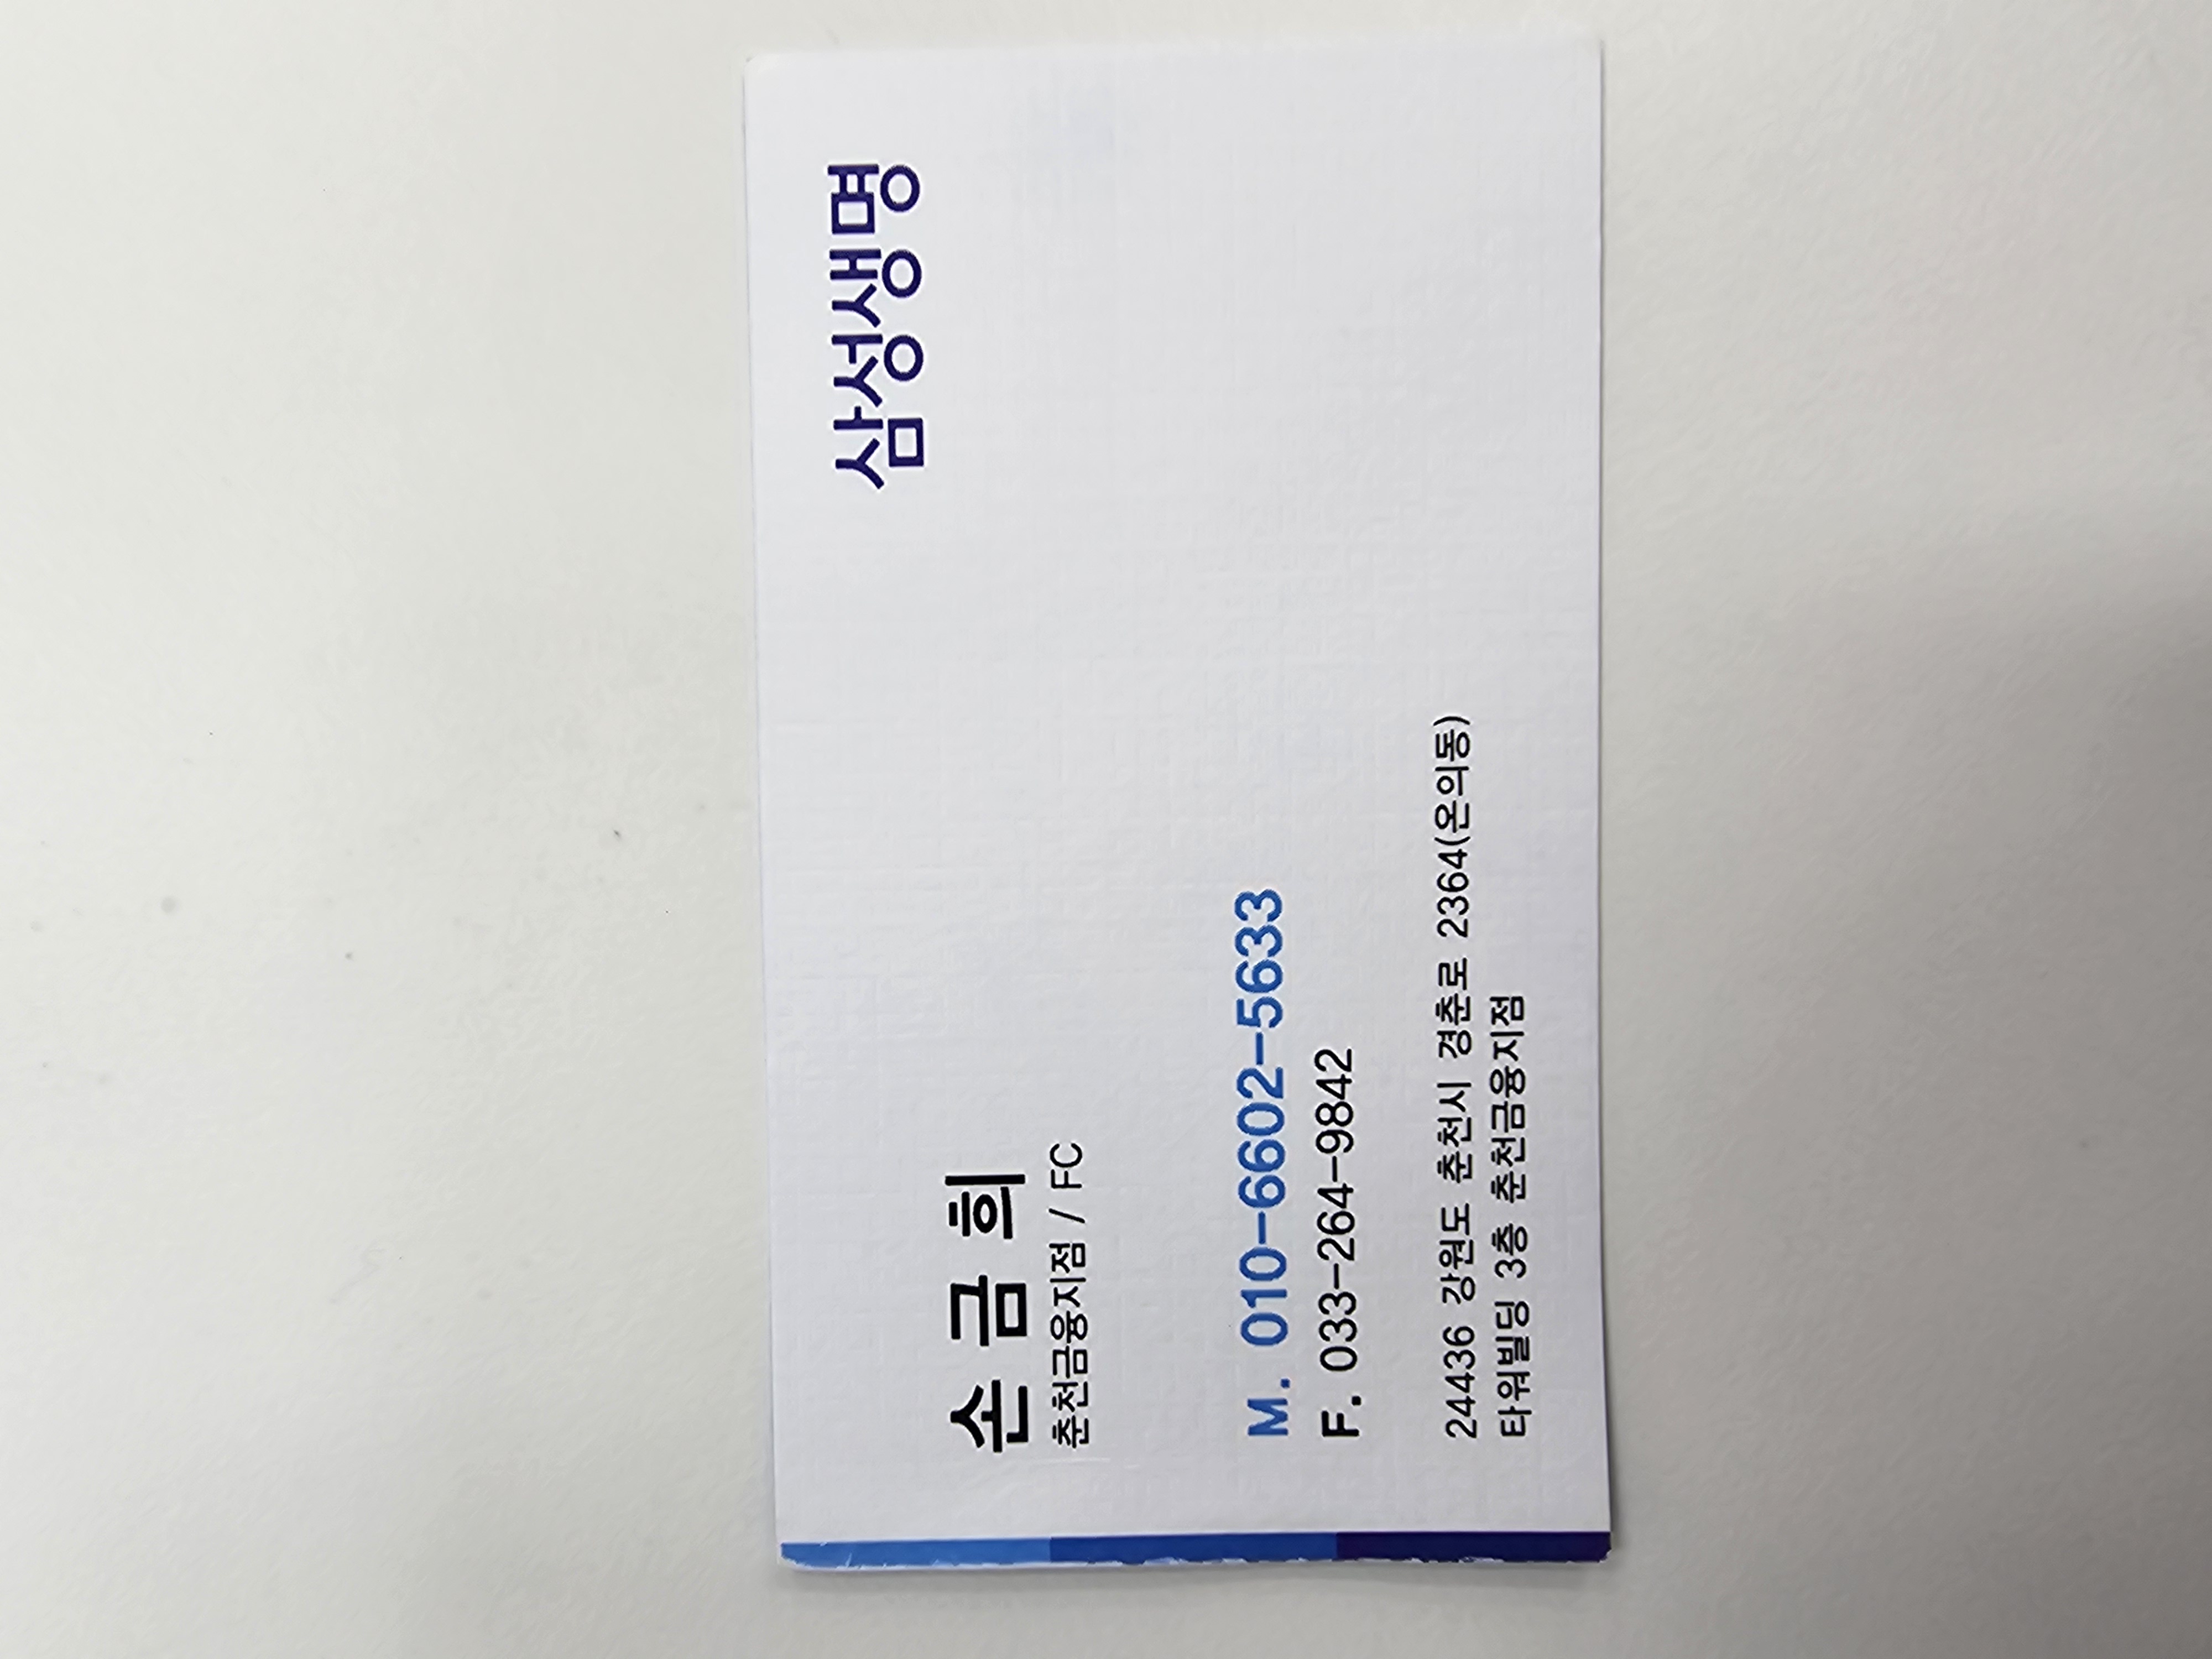 삼성생명
손금희
춘천금융지점 / FC
M. 010-6602-5633
F. 033-264-9842
24436 강원도 춘천시 경춘로 2364(온의동)
타워빌딩 3층 춘천금융지점